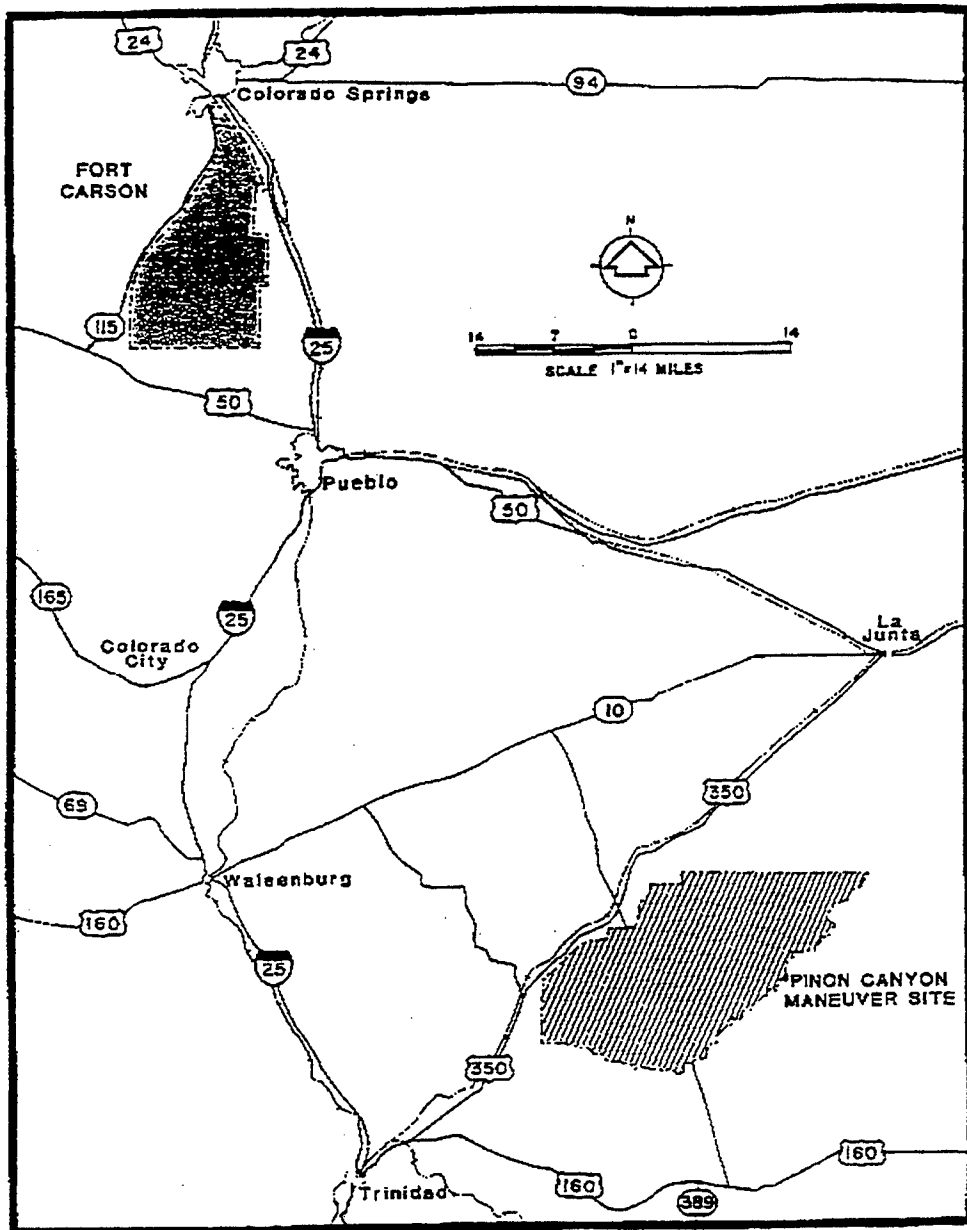 24
24
94
Colorado Springs
FORT
CARSON
N
115
25
14 7 0 14
SCALE 1"=14 MILES
50
Pueblo
50
165
25
Colorado
City
La
Junta
10
69
350
Walsenburg
160
25
PINON CANYON
MANEUVER SITE
350
160
160
Trinidad
389